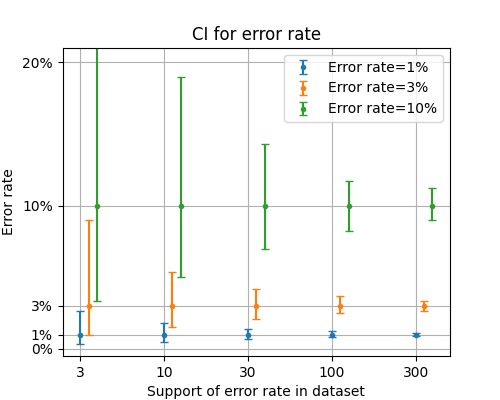 CI for error rate
Error rate=1%
Error rate=3%
Error rate=10%
Error rate
20%
10%
3%
1%
0%
3
10
30
100
300
Support of error rate in dataset